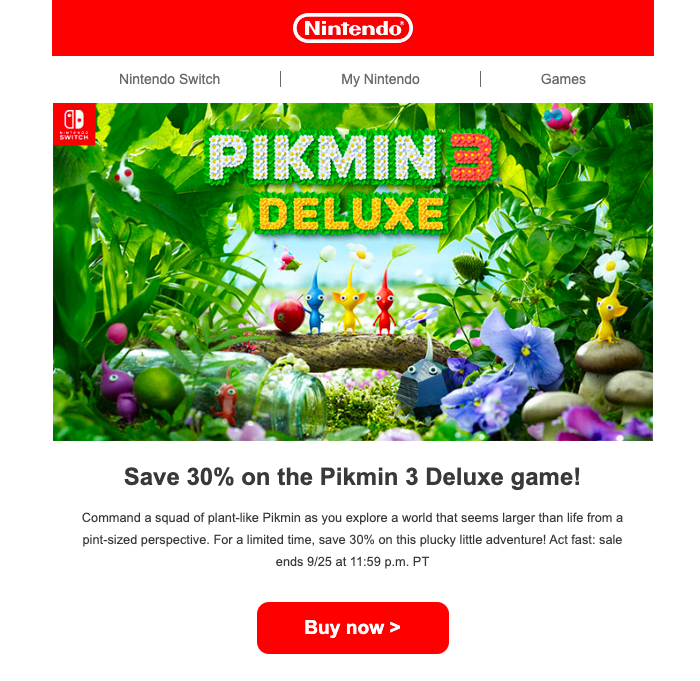 Nintendo
Nintendo Switch
My Nintendo
Games
NINTENDO
SWITCH
PIKMIN 3
DELUXE
Save 30% on the Pikmin 3 Deluxe game!
Command a squad of plant-like Pikmin as you explore a world that seems larger than life from a
pint-sized perspective. For a limited time, save 30% on this plucky little adventure! Act fast: sale
ends 9/25 at 11:59 p.m. PT
Buy now >